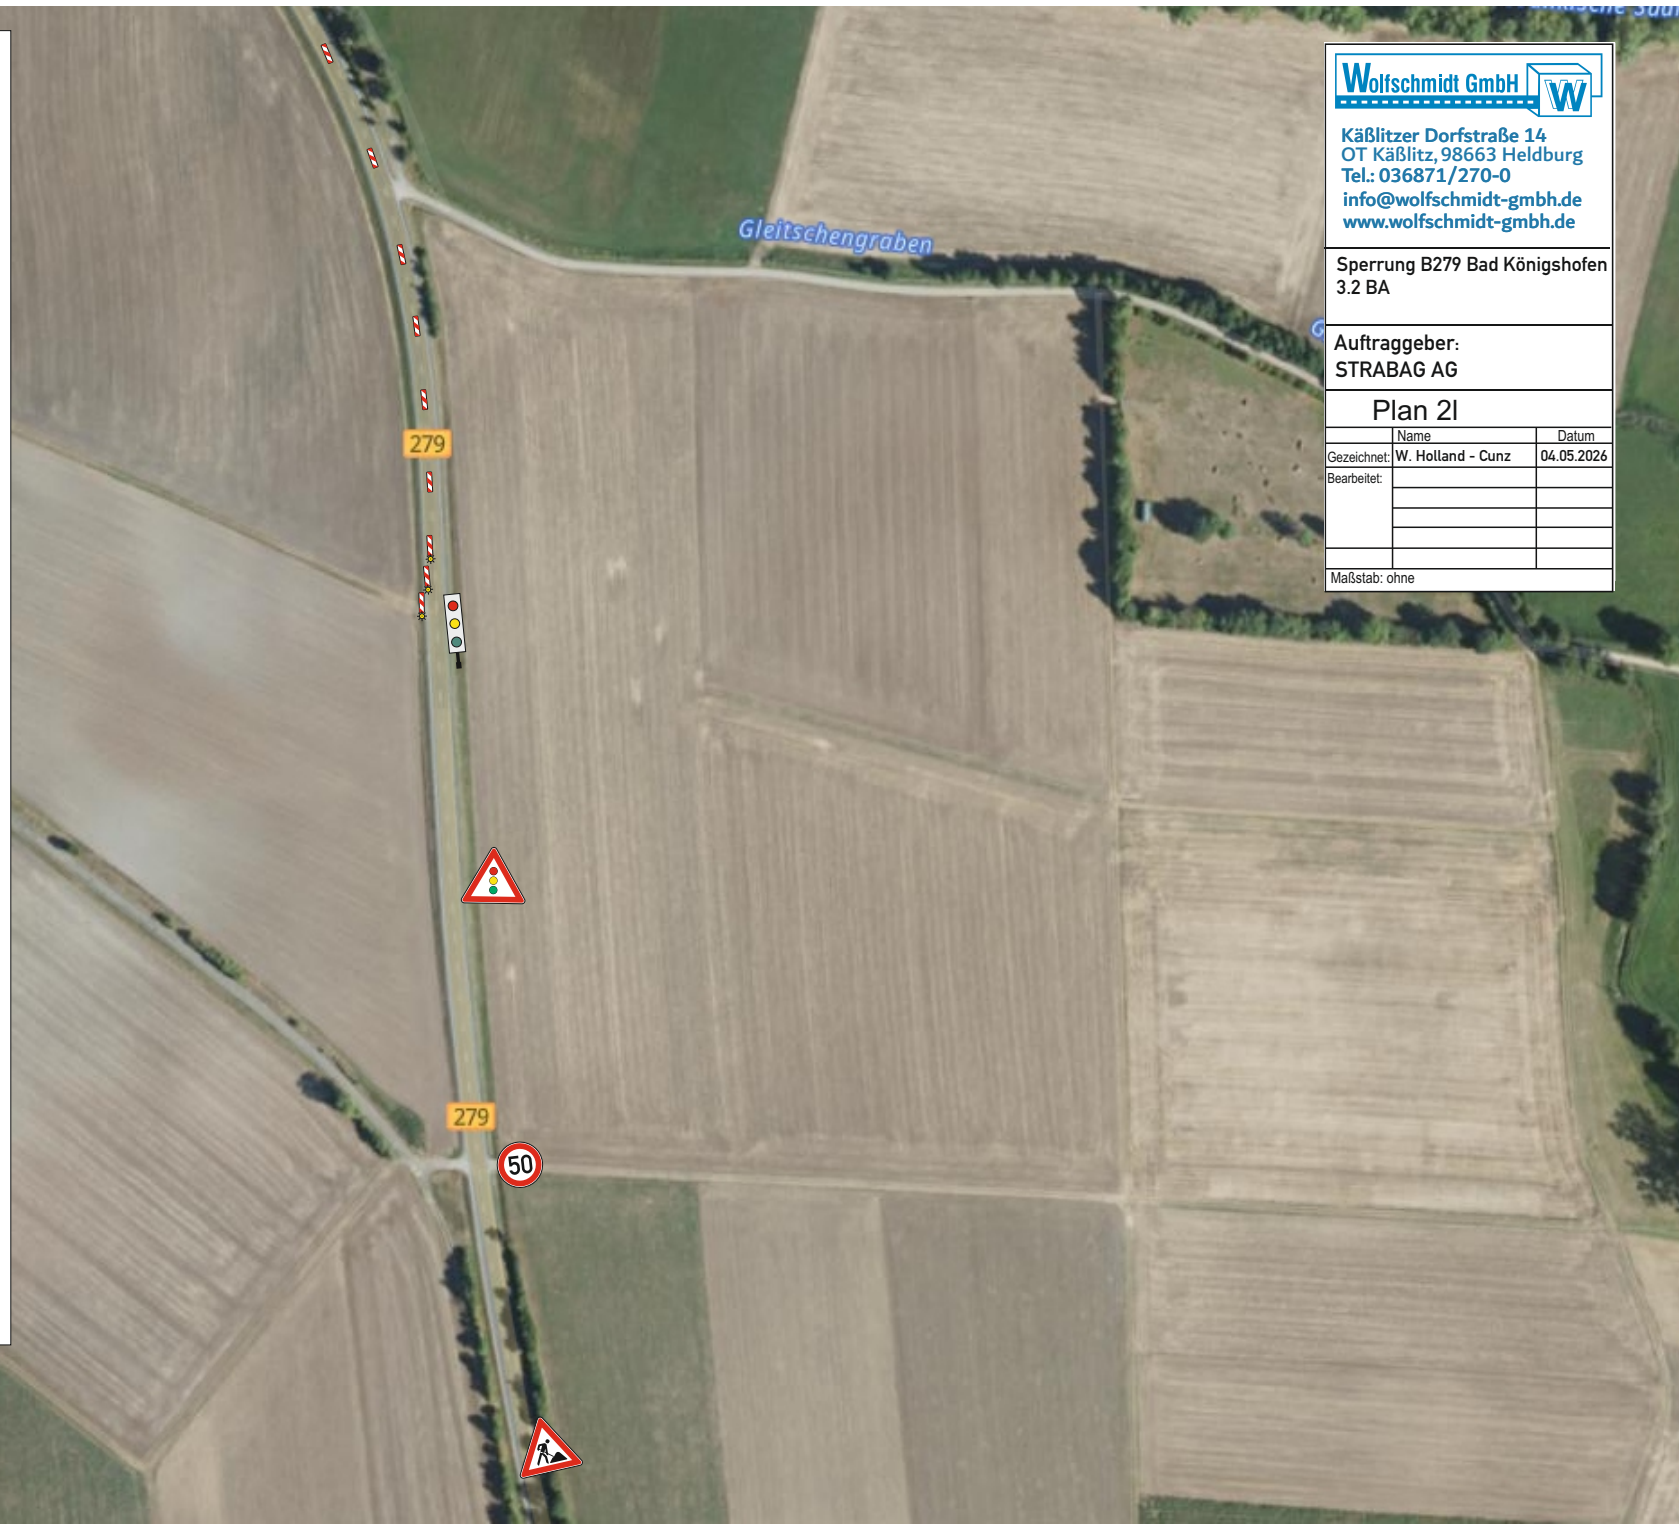 Wolfschmidt GmbH
W
Käßlitzer Dorfstraße 14
OT Käßlitz, 98663 Heldburg
Tel.: 036871/270-0
info@wolfschmidt-gmbh.de
www.wolfschmidt-gmbh.de
Sperrung B279 Bad Königshofen
3.2 BA
Auftraggeber:
STRABAG AG
Plan 2l
Name Datum
Gezeichnet: W. Holland - Cunz 04.05.2026
Bearbeitet:
Maßstab: ohne
Gleitschengraben
G
279
279
50